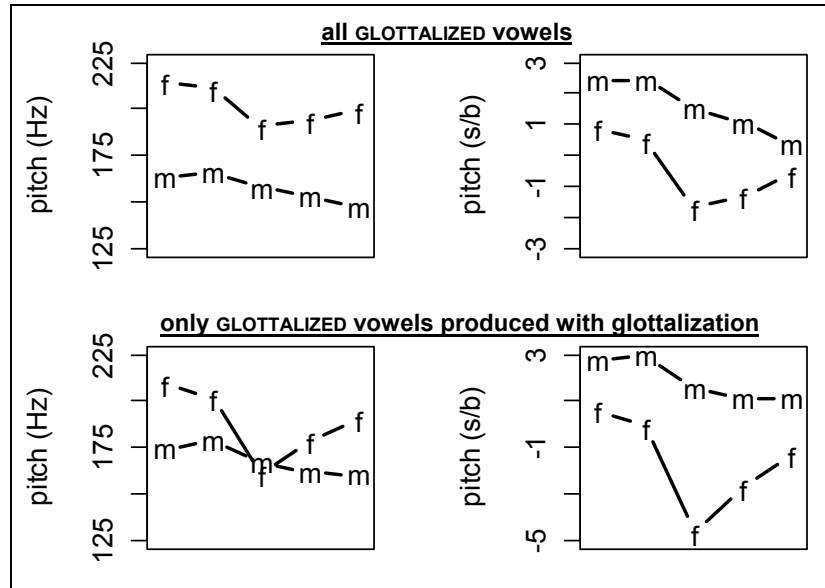 all GLOTTALIZED vowels
pitch (Hz)
225
175
125
f f f f f
m m m m m
pitch (s/b)
3
1
-1
-3
m m m m m
f f f f f
only GLOTTALIZED vowels produced with glottalization
pitch (Hz)
225
175
125
f f f f f
m m m m m
pitch (s/b)
3
-1
-5
m m m m m
f f f f f